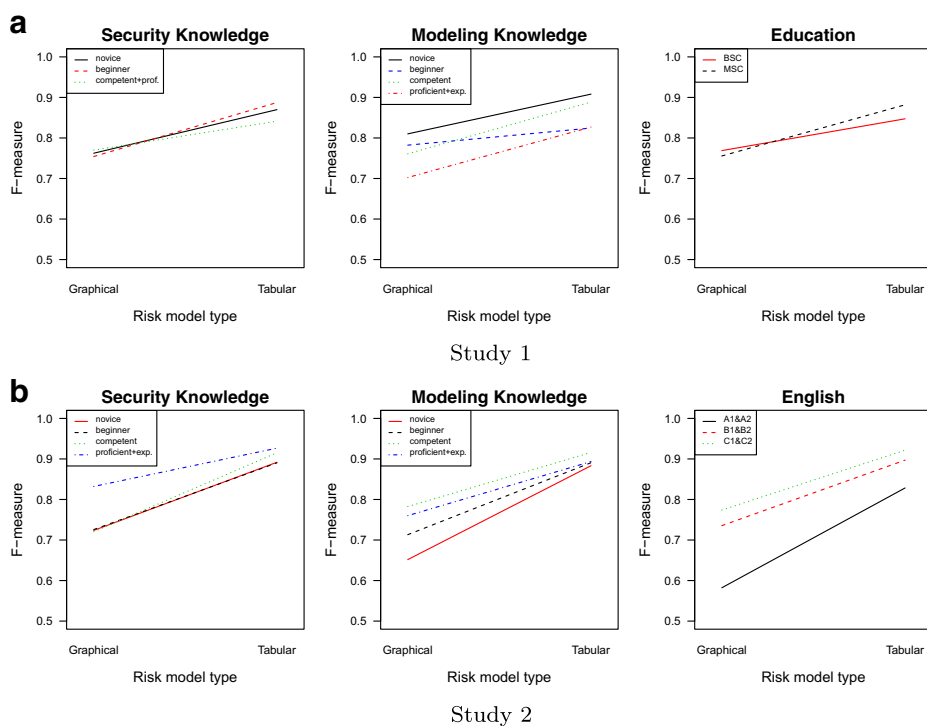 a
Security Knowledge
novice
beginner
competent+prof.
F−measure
1.0
0.9
0.8
0.7
0.6
0.5
Graphical
Tabular
Risk model type
Modeling Knowledge
novice
beginner
competent
proficient+exp.
F−measure
1.0
0.9
0.8
0.7
0.6
0.5
Graphical
Tabular
Risk model type
Education
BSC
MSC
F−measure
1.0
0.9
0.8
0.7
0.6
0.5
Graphical
Tabular
Risk model type
Study 1
b
Security Knowledge
novice
beginner
competent
proficient+exp.
F−measure
1.0
0.9
0.8
0.7
0.6
0.5
Graphical
Tabular
Risk model type
Modeling Knowledge
novice
beginner
competent
proficient+exp.
F−measure
1.0
0.9
0.8
0.7
0.6
0.5
Graphical
Tabular
Risk model type
English
A1&A2
B1&B2
C1&C2
F−measure
1.0
0.9
0.8
0.7
0.6
0.5
Graphical
Tabular
Risk model type
Study 2